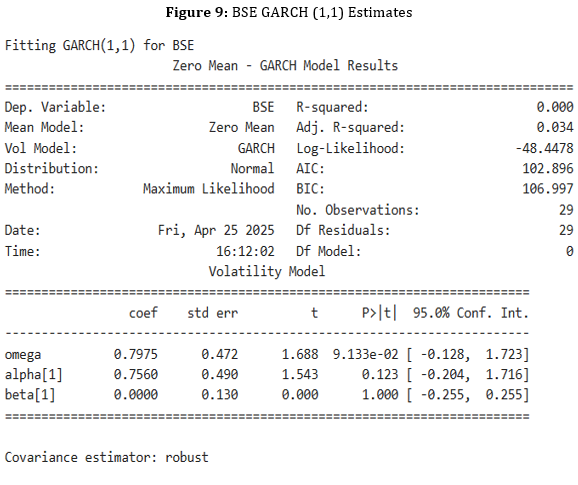 Figure 9: BSE GARCH (1,1) Estimates
Fitting GARCH(1,1) for BSE
Zero Mean - GARCH Model Results
==============================================================================
Dep. Variable: BSE R-squared: 0.000
Mean Model: Zero Mean Adj. R-squared: 0.034
Vol Model: GARCH Log-Likelihood: -48.4478
Distribution: Normal AIC: 102.896
Method: Maximum Likelihood BIC: 106.997
No. Observations: 29
Date: Fri, Apr 25 2025 Df Residuals: 29
Time: 16:12:02 Df Model: 0
Volatility Model
========================================================================
coef std err t P>|t| 95.0% Conf. Int.
------------------------------------------------------------------------
omega 0.7975 0.472 1.688 9.133e-02 [ -0.128, 1.723]
alpha[1] 0.7560 0.490 1.543 0.123 [ -0.204, 1.716]
beta[1] 0.0000 0.130 0.000 1.000 [ -0.255, 0.255]
========================================================================
Covariance estimator: robust